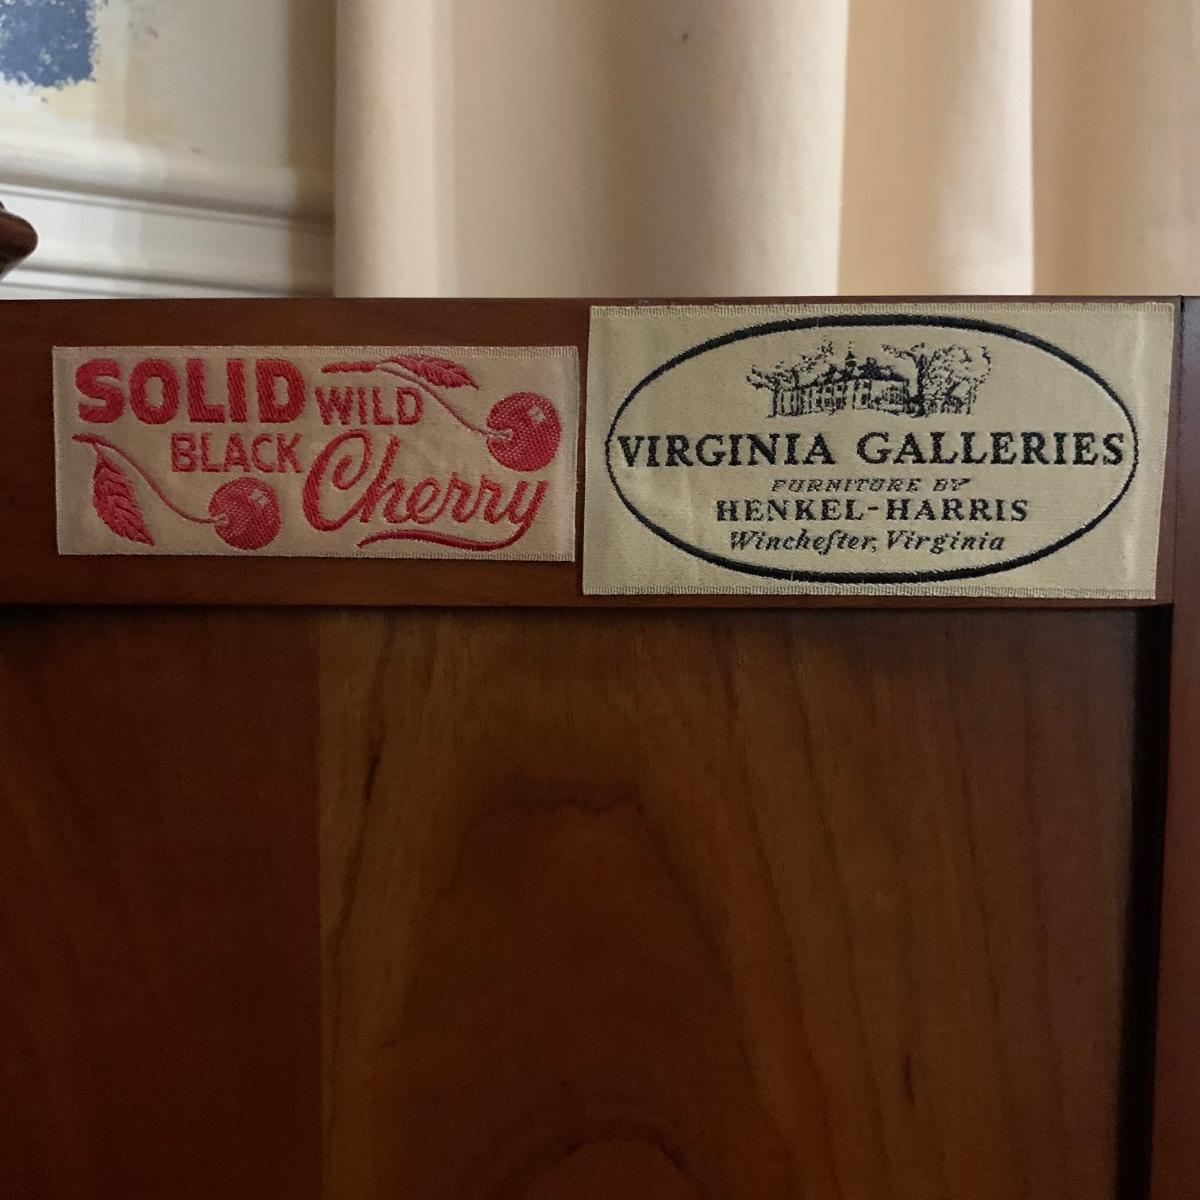 SOLID WILD
BLACK Cherry
VIRGINIA GALLERIES
FURNITURE BY
HENKEL-HARRIS
Wincheſter, Virginia